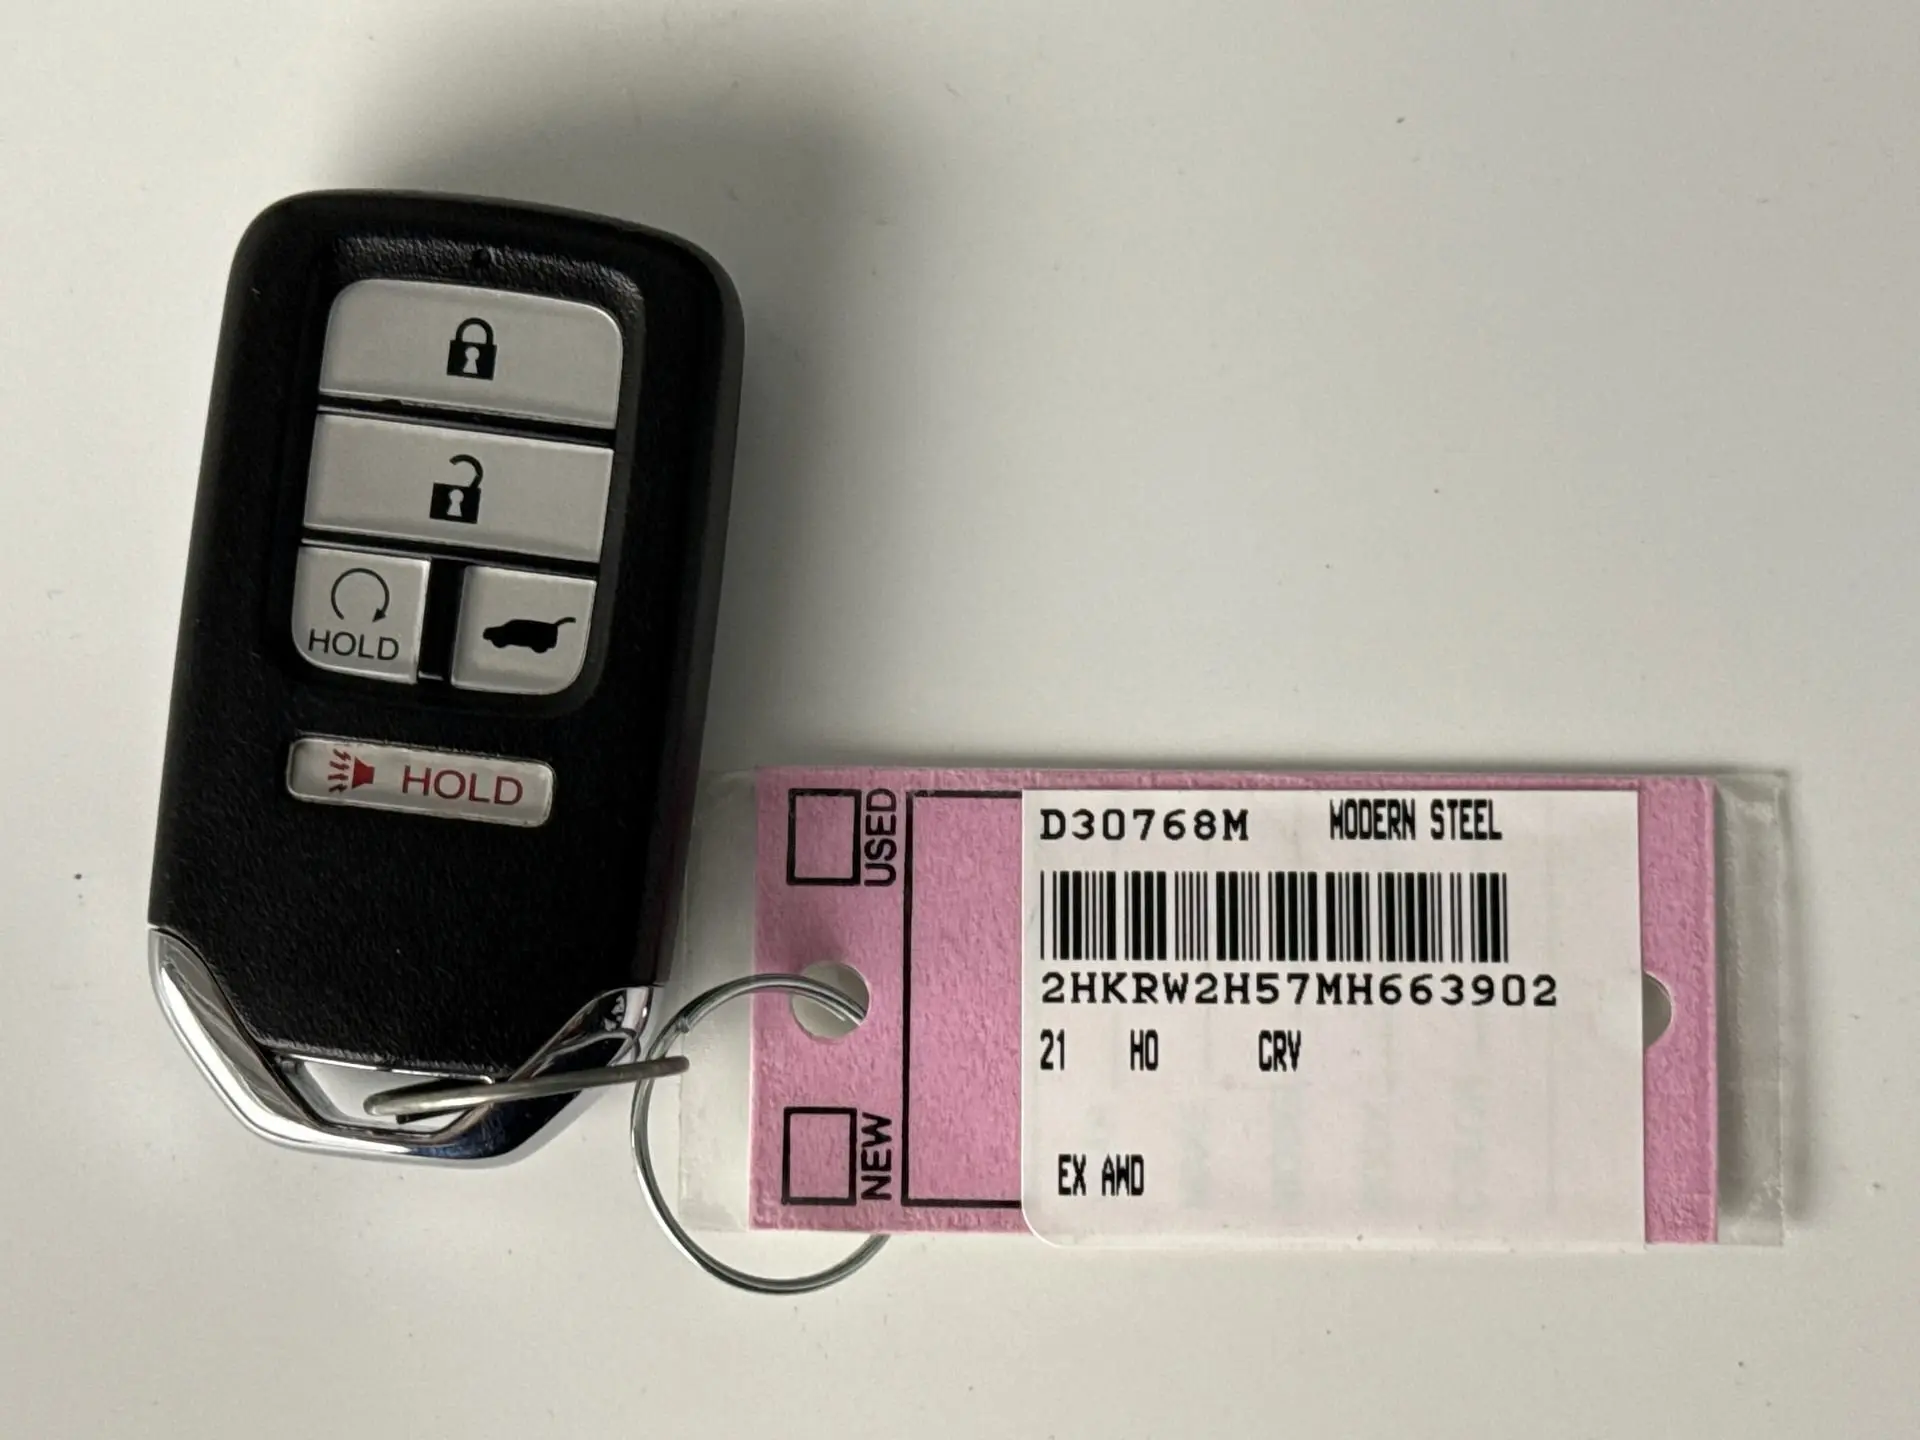 HOLD
HOLD
USED
NEW
D30768M MODERN STEEL
2HKRW2H57MH663902
21 HO CRV
EX AWD